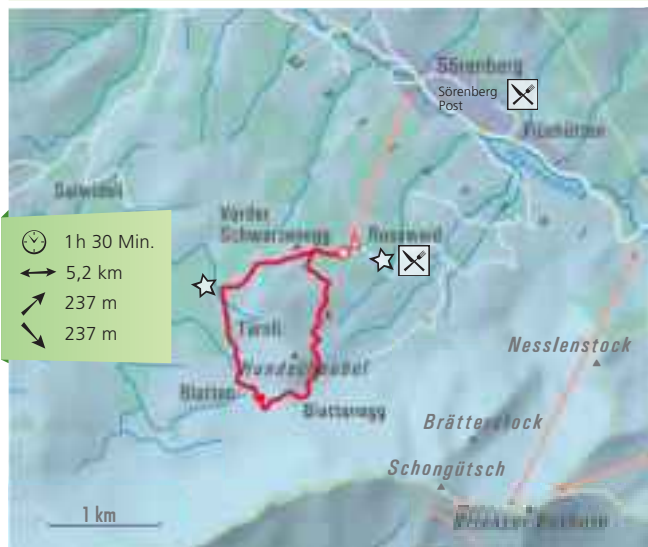 Sörenberg
Sörenberg
Post
Salwideli
Vorder
Schwarzenegg
Rossweid
1h 30 Min.
5,2 km
237 m
237 m
Blatten
Blattenegg
Nesslenstock
Schongütsch
1 km